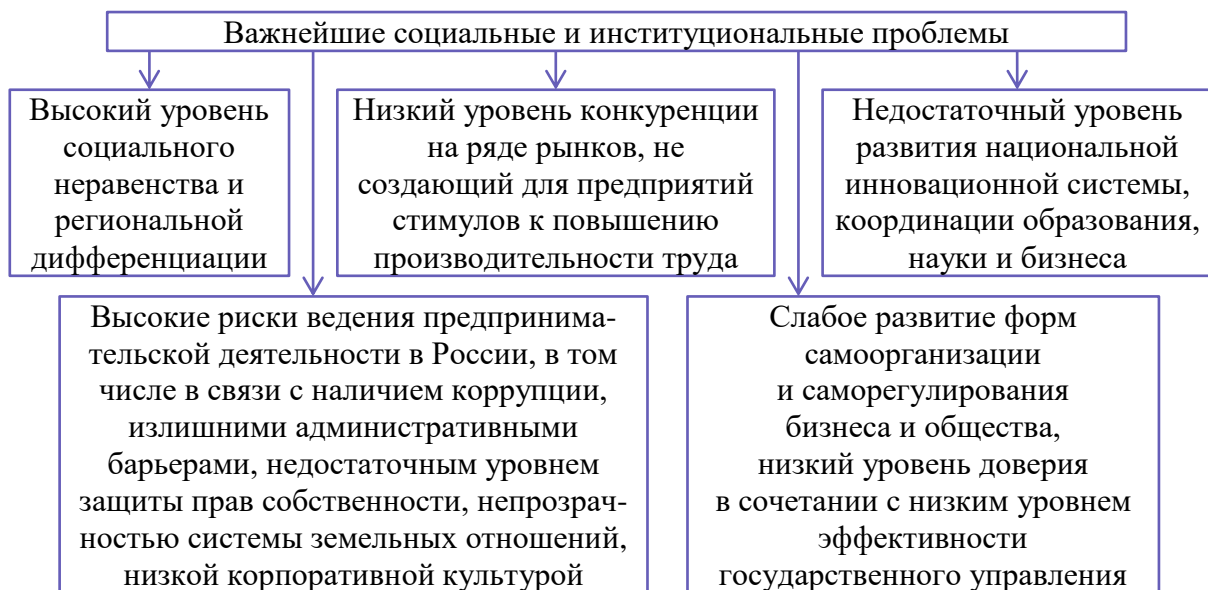 Важнейшие социальные и институциональные проблемы
Высокий уровень
социального
неравенства и
региональной
дифференциации
Низкий уровень конкуренции
на ряде рынков, не
создающий для предприятий
стимулов к повышению
производительности труда
Недостаточный уровень
развития национальной
инновационной системы,
координации образования,
науки и бизнеса
Высокие риски ведения предпринима-
тельской деятельности в России, в том
числе в связи с наличием коррупции,
излишними административными
барьерами, недостаточным уровнем
защиты прав собственности, непрозрач-
ностью системы земельных отношений,
низкой корпоративной культурой
Слабое развитие форм
самоорганизации
и саморегулирования
бизнеса и общества,
низкий уровень доверия
в сочетании с низким уровнем
эффективности
государственного управления